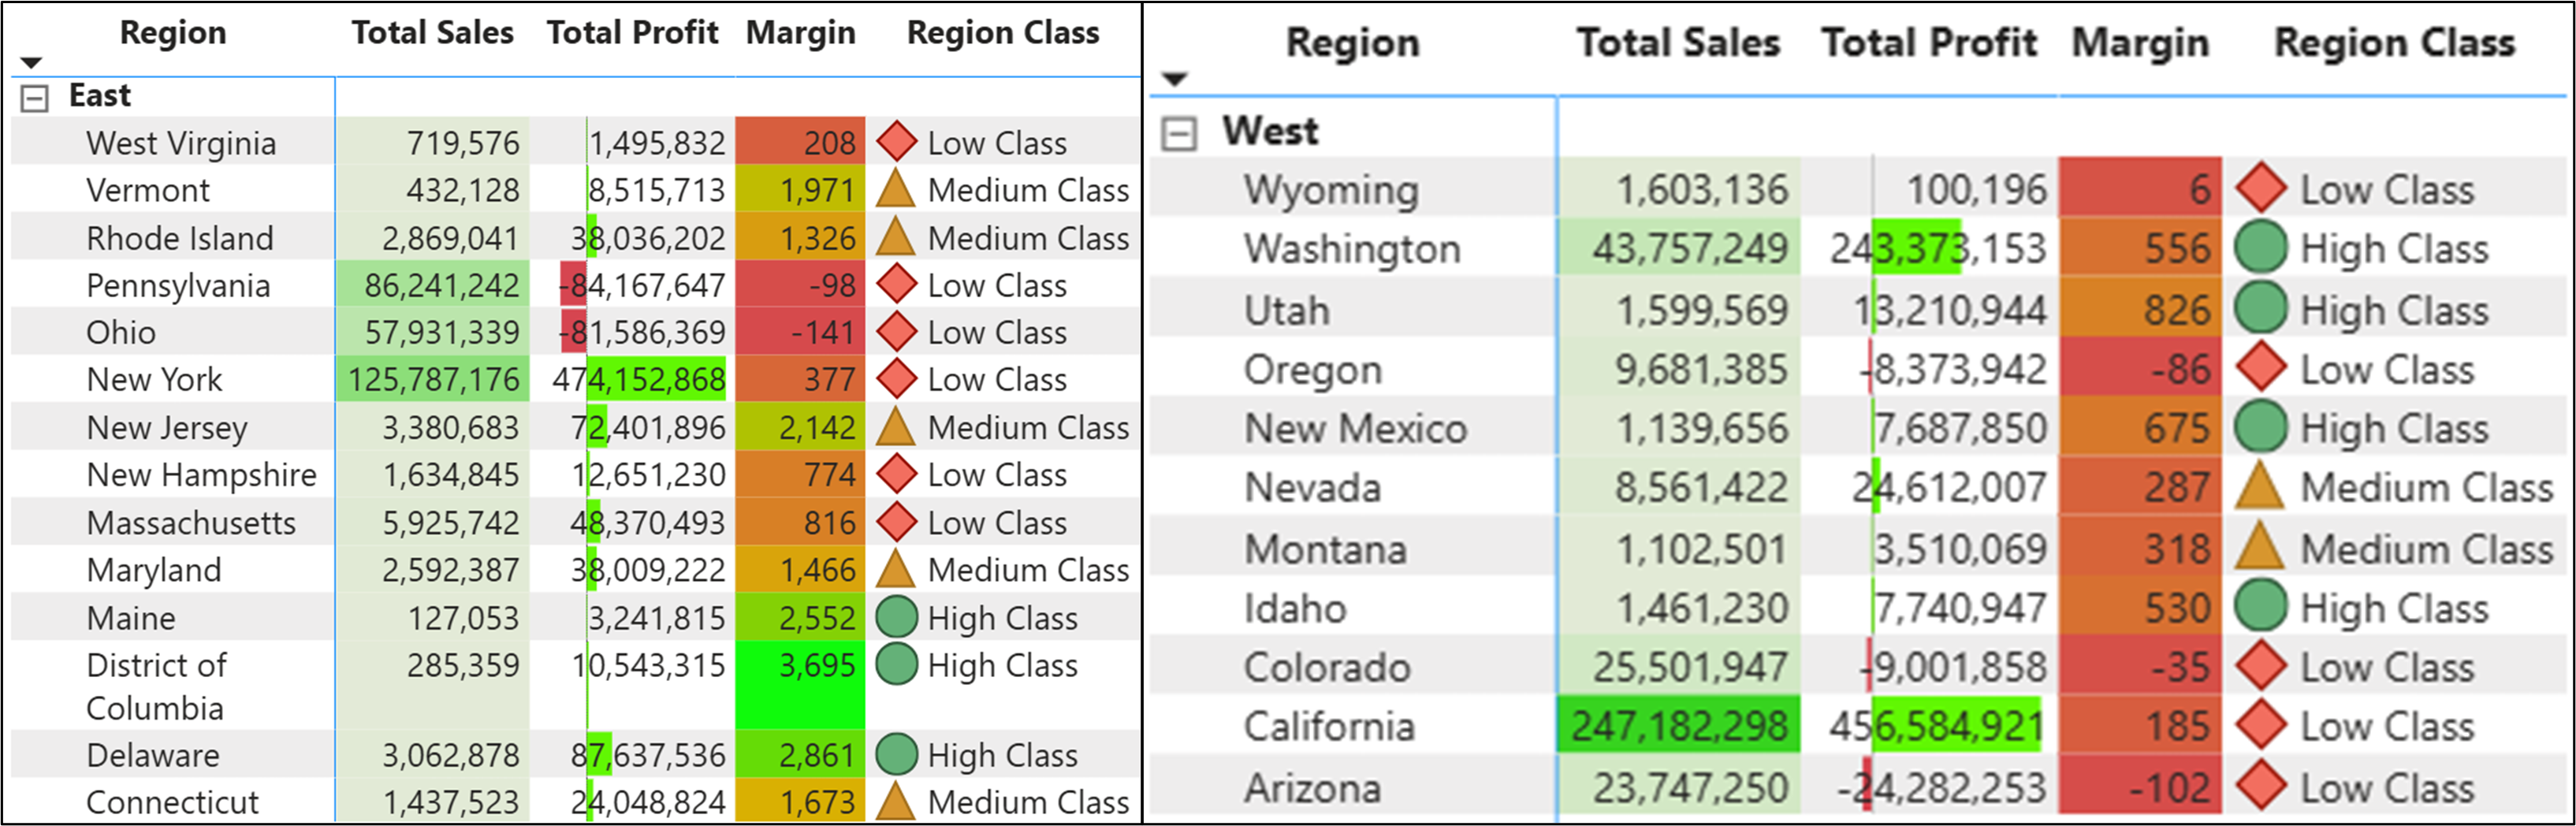 Region Total Sales Total Profit Margin Region Class
East
West Virginia 719,576 1,495,832 208 Low Class
Vermont 432,128 8,515,713 1,971 Medium Class
Rhode Island 2,869,041 38,036,202 1,326 Medium Class
Pennsylvania 86,241,242 -84,167,647 -98 Low Class
Ohio 57,931,339 -81,586,369 -141 Low Class
New York 125,787,176 474,152,868 377 Low Class
New Jersey 3,380,683 72,401,896 2,142 Medium Class
New Hampshire 1,634,845 12,651,230 774 Low Class
Massachusetts 5,925,742 48,370,493 816 Low Class
Maryland 2,592,387 38,009,222 1,466 Medium Class
Maine 127,053 3,241,815 2,552 High Class
District of 285,359 10,543,315 3,695 High Class
Columbia
Delaware 3,062,878 87,637,536 2,861 High Class
Connecticut 1,437,523 24,048,824 1,673 Medium Class
Region Total Sales Total Profit Margin Region Class
West
Wyoming 1,603,136 100,196 6 Low Class
Washington 43,757,249 243,373,153 556 High Class
Utah 1,599,569 13,210,944 826 High Class
Oregon 9,681,385 -8,373,942 -86 Low Class
New Mexico 1,139,656 7,687,850 675 High Class
Nevada 8,561,422 24,612,007 287 Medium Class
Montana 1,102,501 3,510,069 318 Medium Class
Idaho 1,461,230 7,740,947 530 High Class
Colorado 25,501,947 -9,001,858 -35 Low Class
California 247,182,298 456,584,921 185 Low Class
Arizona 23,747,250 -24,282,253 -102 Low Class